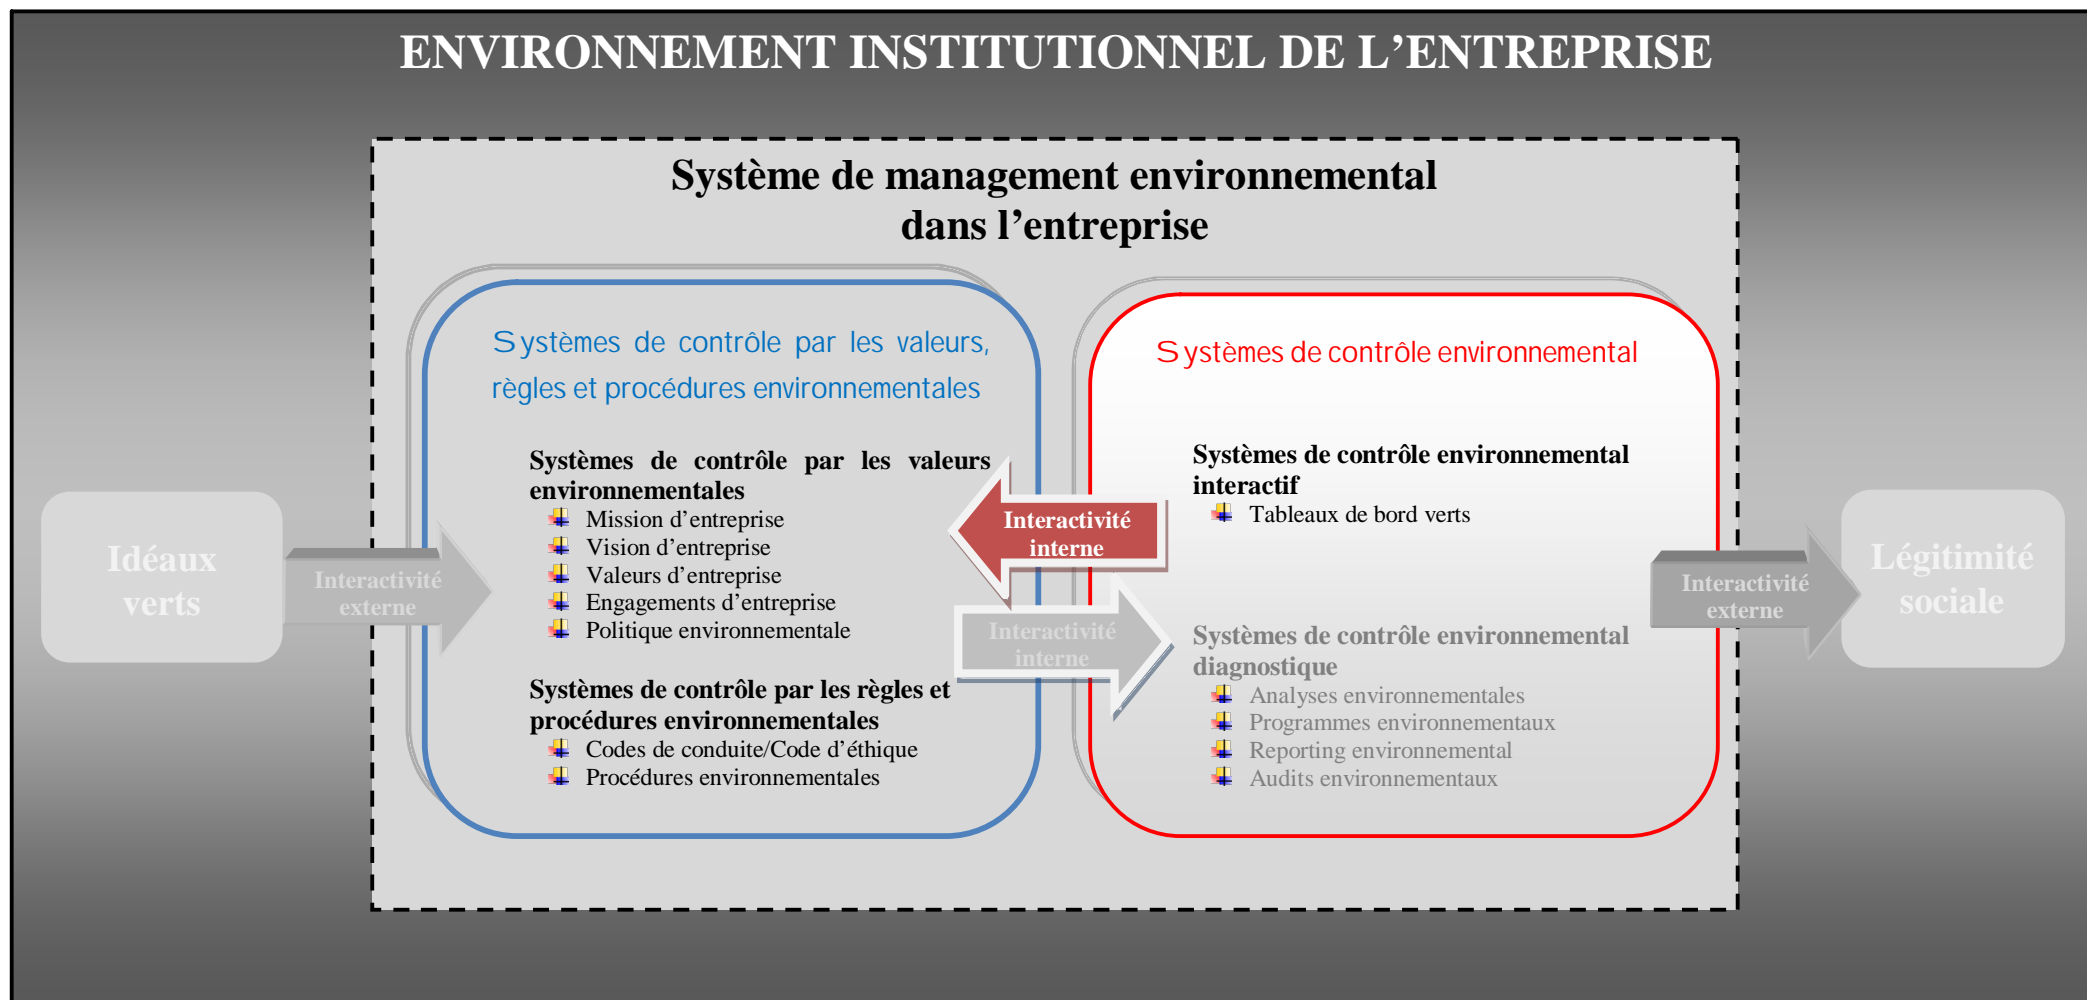 ENVIRONNEMENT INSTITUTIONNEL DE L’ENTREPRISE
Système de management environnemental
dans l’entreprise
Idéaux
verts
Interactivité
externe
Systèmes de contrôle par les valeurs,
règles et procédures environnementales
Systèmes de contrôle par les valeurs
environnementales
Mission d’entreprise
Vision d’entreprise
Valeurs d’entreprise
Engagements d’entreprise
Politique environnementale
Systèmes de contrôle par les règles et
procédures environnementales
Codes de conduite/Code d’éthique
Procédures environnementales
Interactivité
interne
Interactivité
interne
Systèmes de contrôle environnemental
Systèmes de contrôle environnemental
interactif
Tableaux de bord verts
Systèmes de contrôle environnemental
diagnostique
Analyses environnementales
Programmes environnementaux
Reporting environnemental
Audits environnementaux
Interactivité
externe
Légitimité
sociale